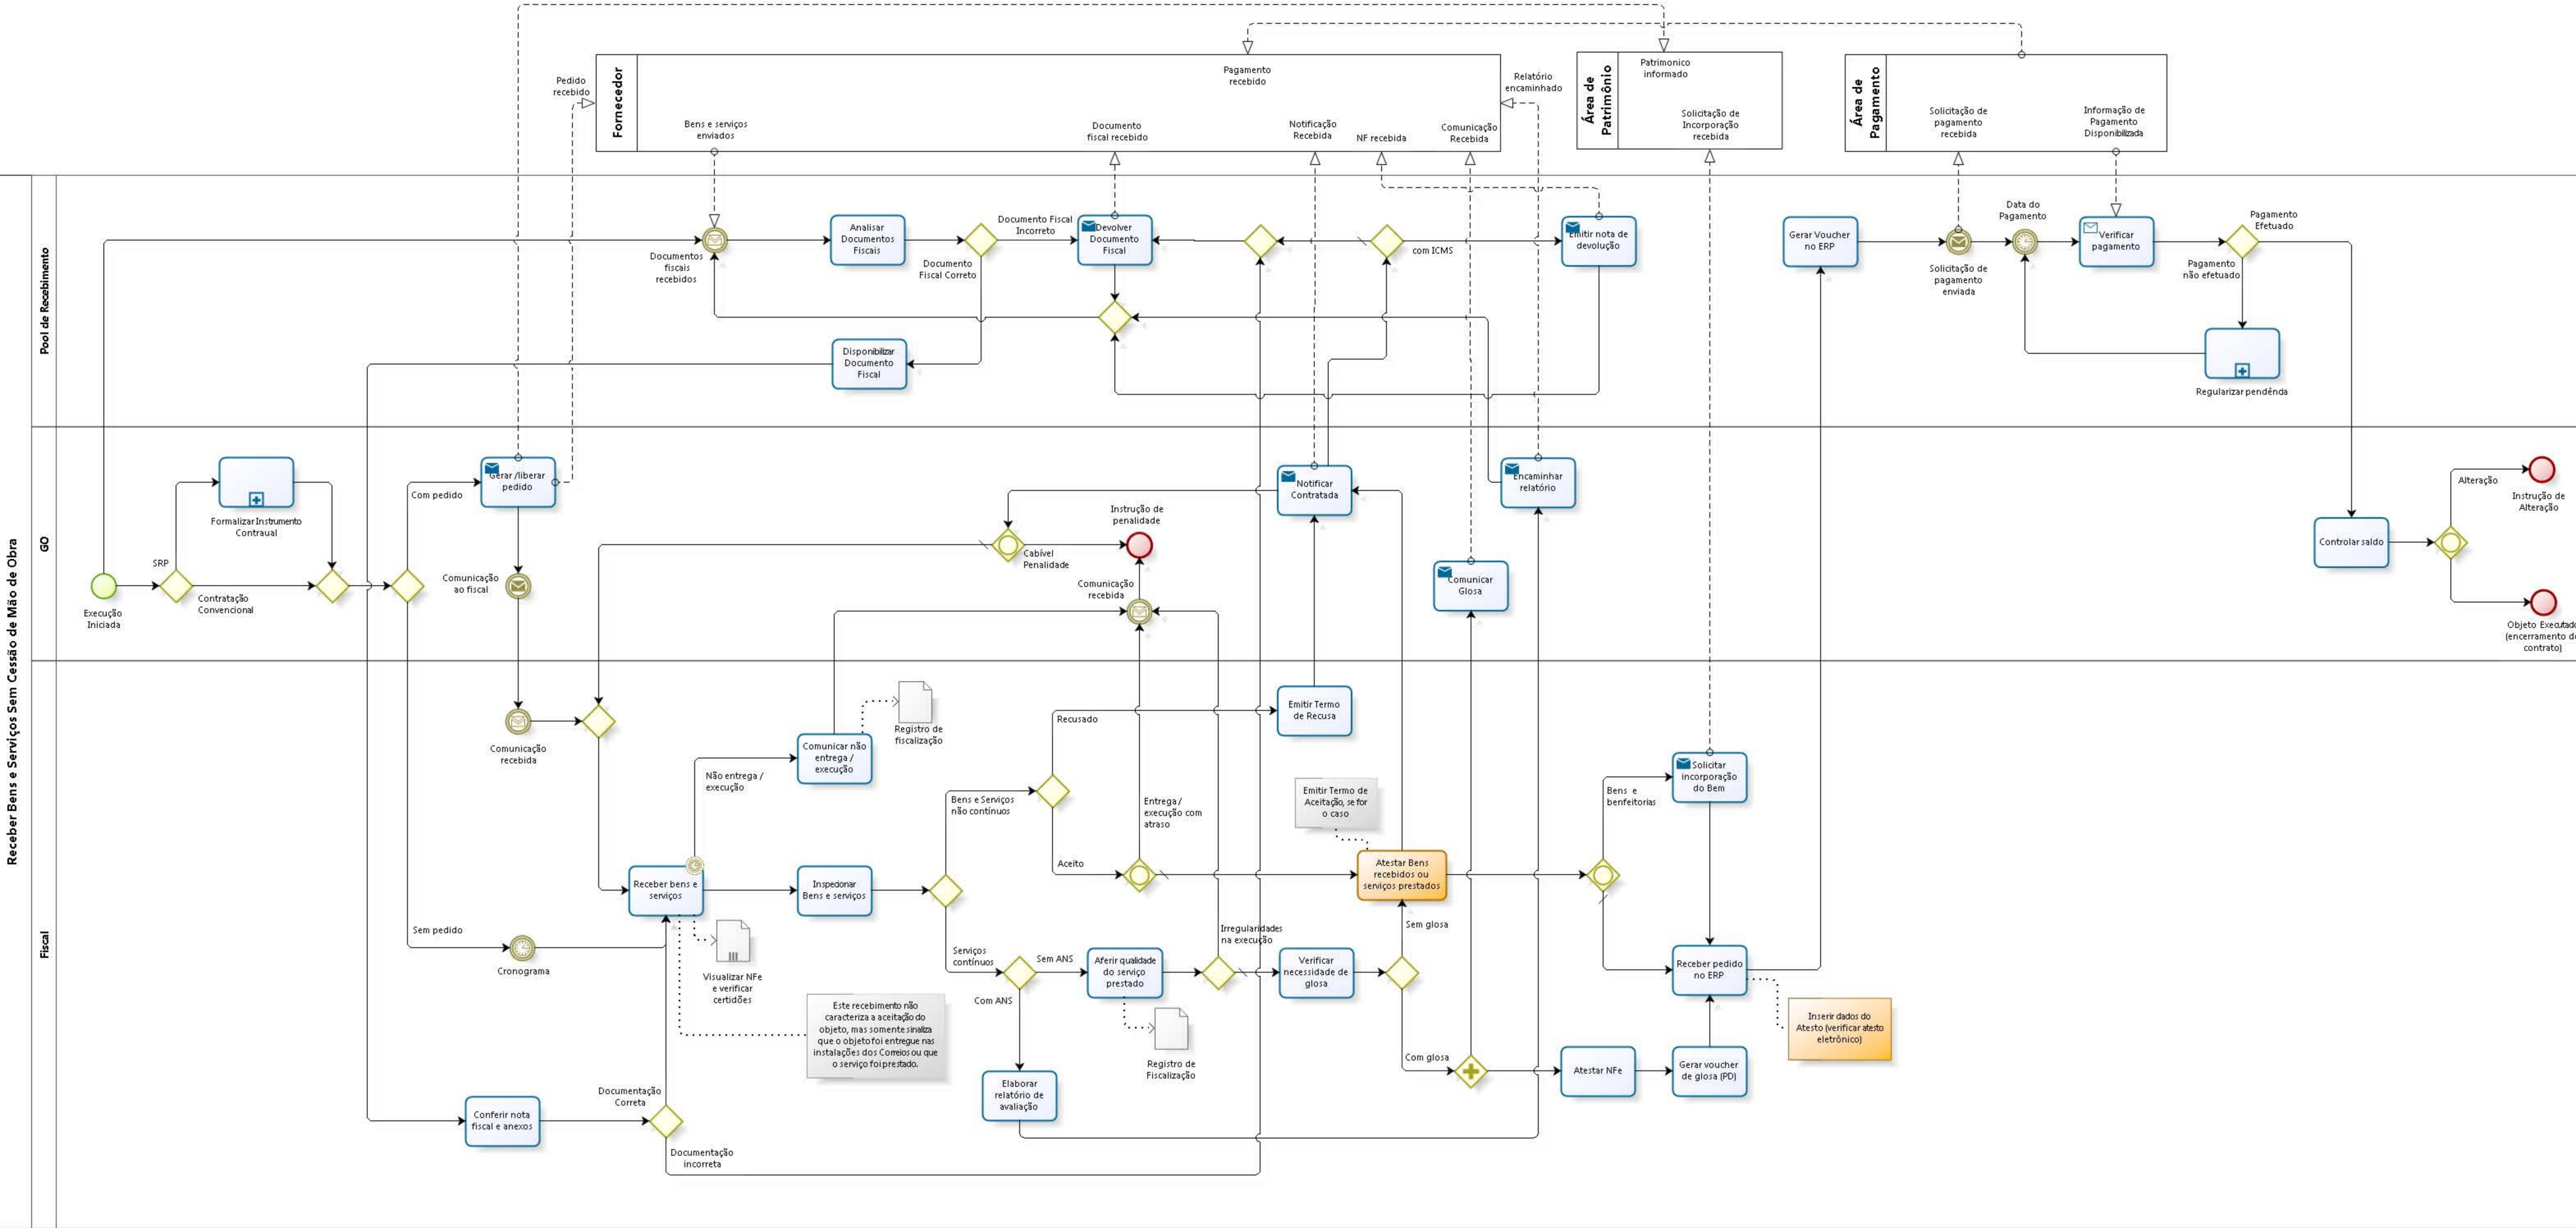 Pedido
recebido
Fornecedor
Pagamento
recebido
Bens e serviços
enviados
Documento
fiscal recebido
Notificação
Recebida
NF recebida
Comunicação
Recebida
Relatório
encaminhado
Área de
Patrimônio
Patrimonico
informado
Solicitação de
Incorporação
recebida
Área de
Pagamento
Solicitação de
pagamento
recebida
Informação de
Pagamento
Disponibilizada
Receber Bens e Serviços Sem Cessão de Mão de Obra
Pool de Recebimento
Documentos
fiscais
recebidos
Analisar
Documentos
Fiscais
Documento Fiscal
Incorreto
Documento
Fiscal Correto
Devolver
Documento
Fiscal
com ICMS
Emitir nota de
devolução
Disponibilizar
Documento
Fiscal
Gerar Voucher
no ERP
Solicitação de
pagamento
enviada
Data do
Pagamento
Verificar
pagamento
Pagamento
Efetuado
Pagamento
não efetuado
Regularizar pendência
GO
Execução
Iniciada
SRP
Formalizar Instrumento
Contraual
Contratação
Convencional
Com pedido
Gerar /liberar
pedido
Comunicação
ao fiscal
Instrução de
penalidade
Cabível
Penalidade
Comunicação
recebida
Notificar
Contratada
Comunicar
Glosa
Encaminhar
relatório
Controlar saldo
Alteração
Instrução de
Alteração
Objeto Executado
(encerramento do
contrato)
Fiscal
Comunicação
recebida
Não entrega /
execução
Comunicar não
entrega /
execução
Registro de
fiscalização
Receber bens e
serviços
Inspecionar
Bens e serviços
Visualizar NFe
e verificar
certidões
Este recebimento não
caracteriza a aceitação do
objeto, mas somente sinaliza
que o objeto foi entregue nas
instalações dos Correios ou que
o serviço foi prestado.
Sem pedido
Cronograma
Conferir nota
fiscal e anexos
Documentação
Correta
Documentação
incorreta
Bens e Serviços
não contínuos
Recusado
Aceito
Emitir Termo
de Recusa
Entrega /
execução com
atraso
Emitir Termo de
Aceitação, se for
o caso
Atestar Bens
recebidos ou
serviços prestados
Serviços
contínuos
Sem ANS
Com ANS
Aferir qualidade
do serviço
prestado
Registro de
Fiscalização
Elaborar
relatório de
avaliação
Irregularidades
na execução
Verificar
necessidade de
glosa
Sem glosa
Com glosa
Atestar NFe
Gerar voucher
de glosa (PD)
Bens e
benfeitorias
Solicitar
incorporação
do Bem
Receber pedido
no ERP
Inserir dados do
Atesto (verificar atesto
eletrônico)